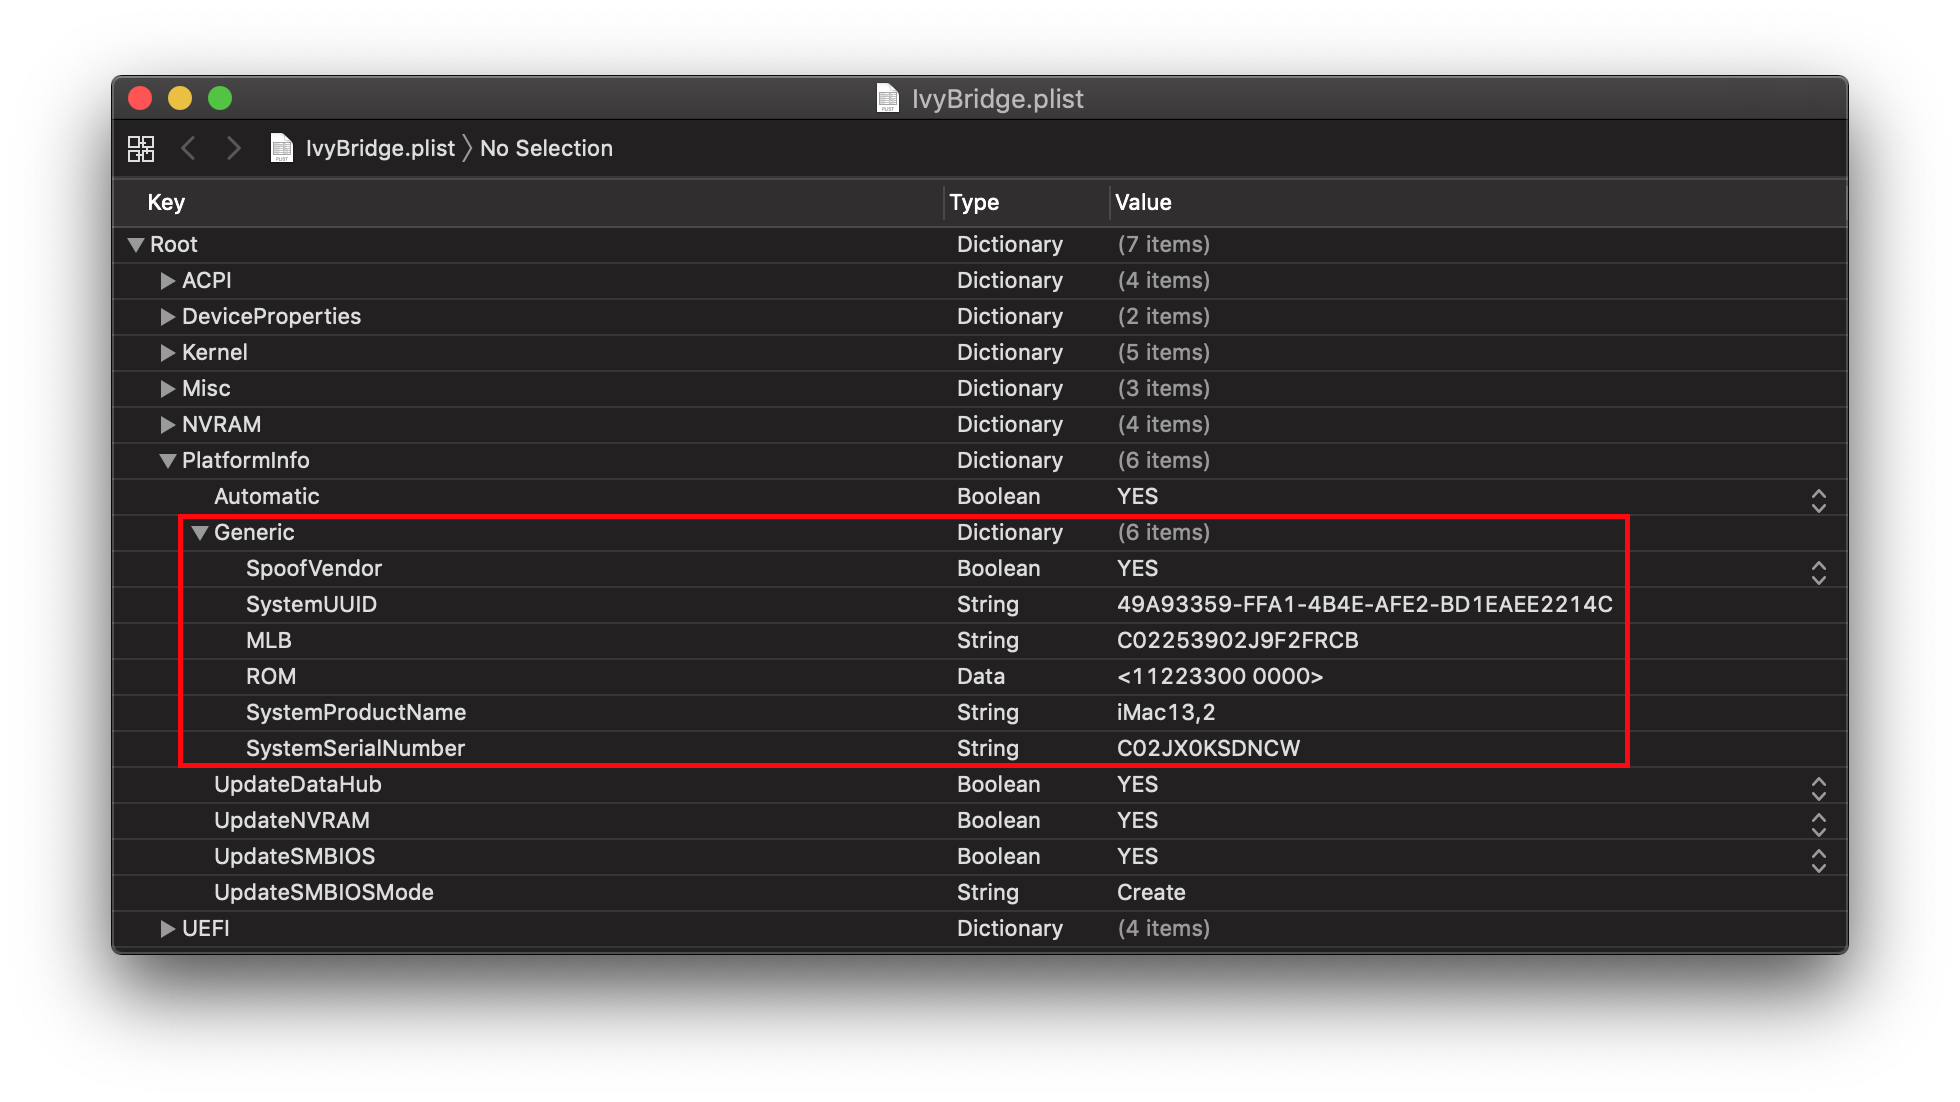 IvyBridge.plist
IvyBridge.plist 〉 No Selection
Key Type Value
Root Dictionary (7 items)
ACPI Dictionary (4 items)
DeviceProperties Dictionary (2 items)
Kernel Dictionary (5 items)
Misc Dictionary (3 items)
NVRAM Dictionary (4 items)
PlatformInfo Dictionary (6 items)
Automatic Boolean YES
Generic Dictionary (6 items)
SpoofVendor Boolean YES
SystemUUID String 49A93359-FFA1-4B4E-AFE2-BD1EAEE2214C
MLB String C02253902J9F2FRCB
ROM Data <11223300 0000>
SystemProductName String iMac13,2
SystemSerialNumber String C02JX0KSDNCW
UpdateDataHub Boolean YES
UpdateNVRAM Boolean YES
UpdateSMBIOS Boolean YES
UpdateSMBIOSMode String Create
UEFI Dictionary (4 items)